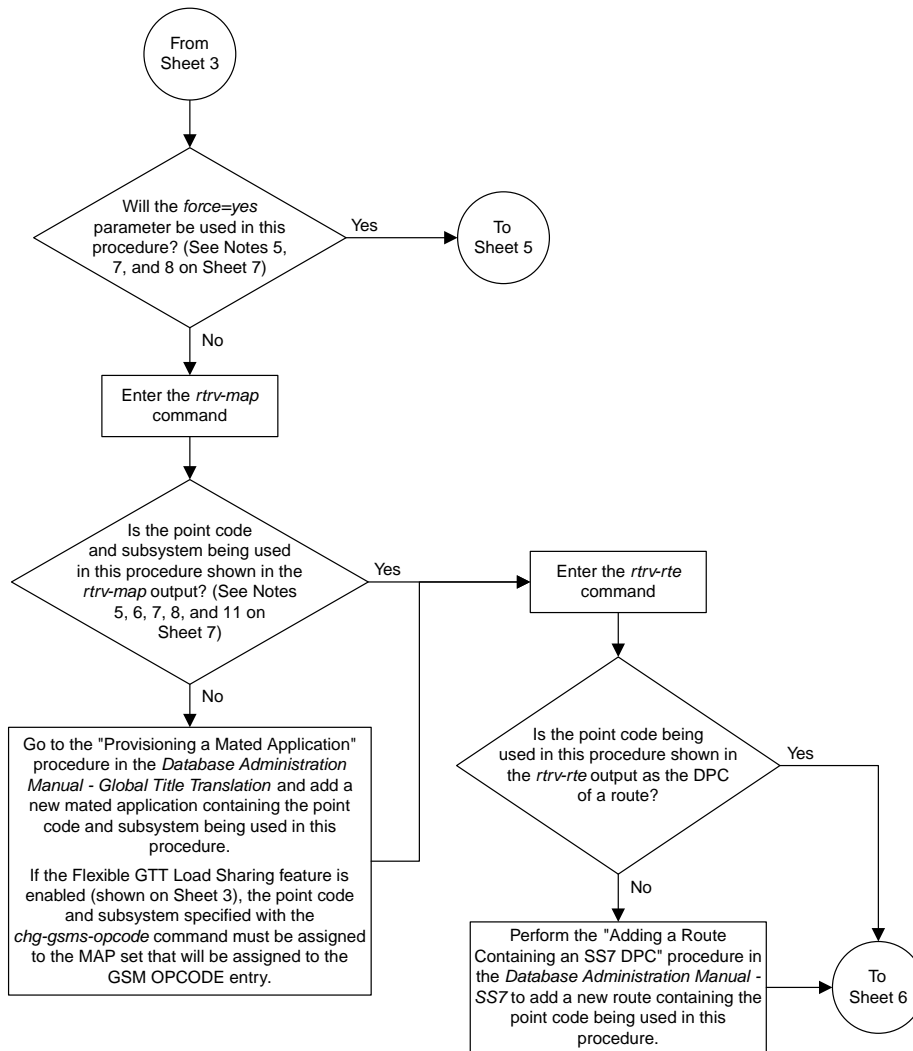 From
Sheet 3
Will the force=yes
parameter be used in this
procedure? (See Notes 5,
7, and 8 on Sheet 7)
Yes
To
Sheet 5
No
Enter the rtrv-map
command
Is the point code
and subsystem being used
in this procedure shown in the
rtrv-map output? (See Notes
5, 6, 7, 8, and 11 on
Sheet 7)
Yes
Enter the rtrv-rte
command
No
Go to the "Provisioning a Mated Application"
procedure in the Database Administration
Manual - Global Title Translation and add a
new mated application containing the point
code and subsystem being used in this
procedure.
If the Flexible GTT Load Sharing feature is
enabled (shown on Sheet 3), the point code
and subsystem specified with the
chg-gsms-opcode command must be assigned
to the MAP set that will be assigned to the
GSM OPCODE entry.
Is the point code being
used in this procedure shown in
the rtrv-rte output as the DPC
of a route?
Yes
No
Perform the "Adding a Route
Containing an SS7 DPC" procedure in
the Database Administration Manual -
SS7 to add a new route containing the
point code being used in this
procedure.
To
Sheet 6